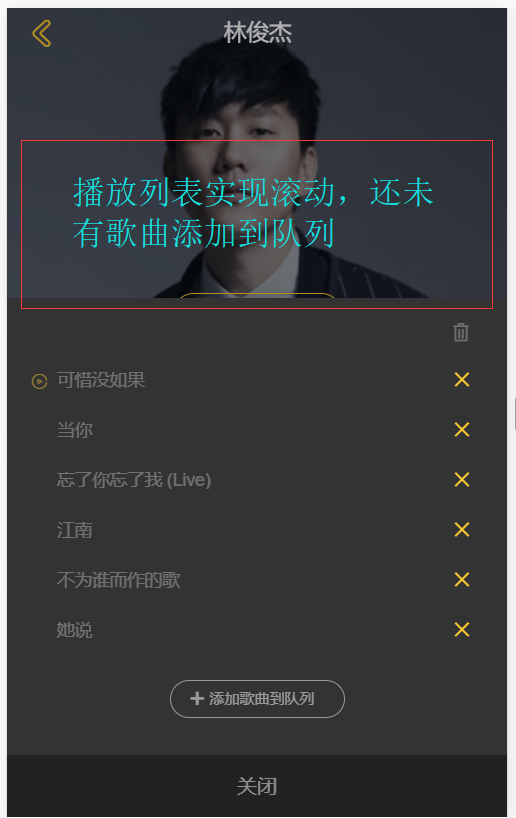 林俊杰
播放列表实现滚动，还未
有歌曲添加到队列
可惜没如果
当你
忘了你忘了我 (Live)
江南
不为谁而作的歌
她说
添加歌曲到队列
关闭